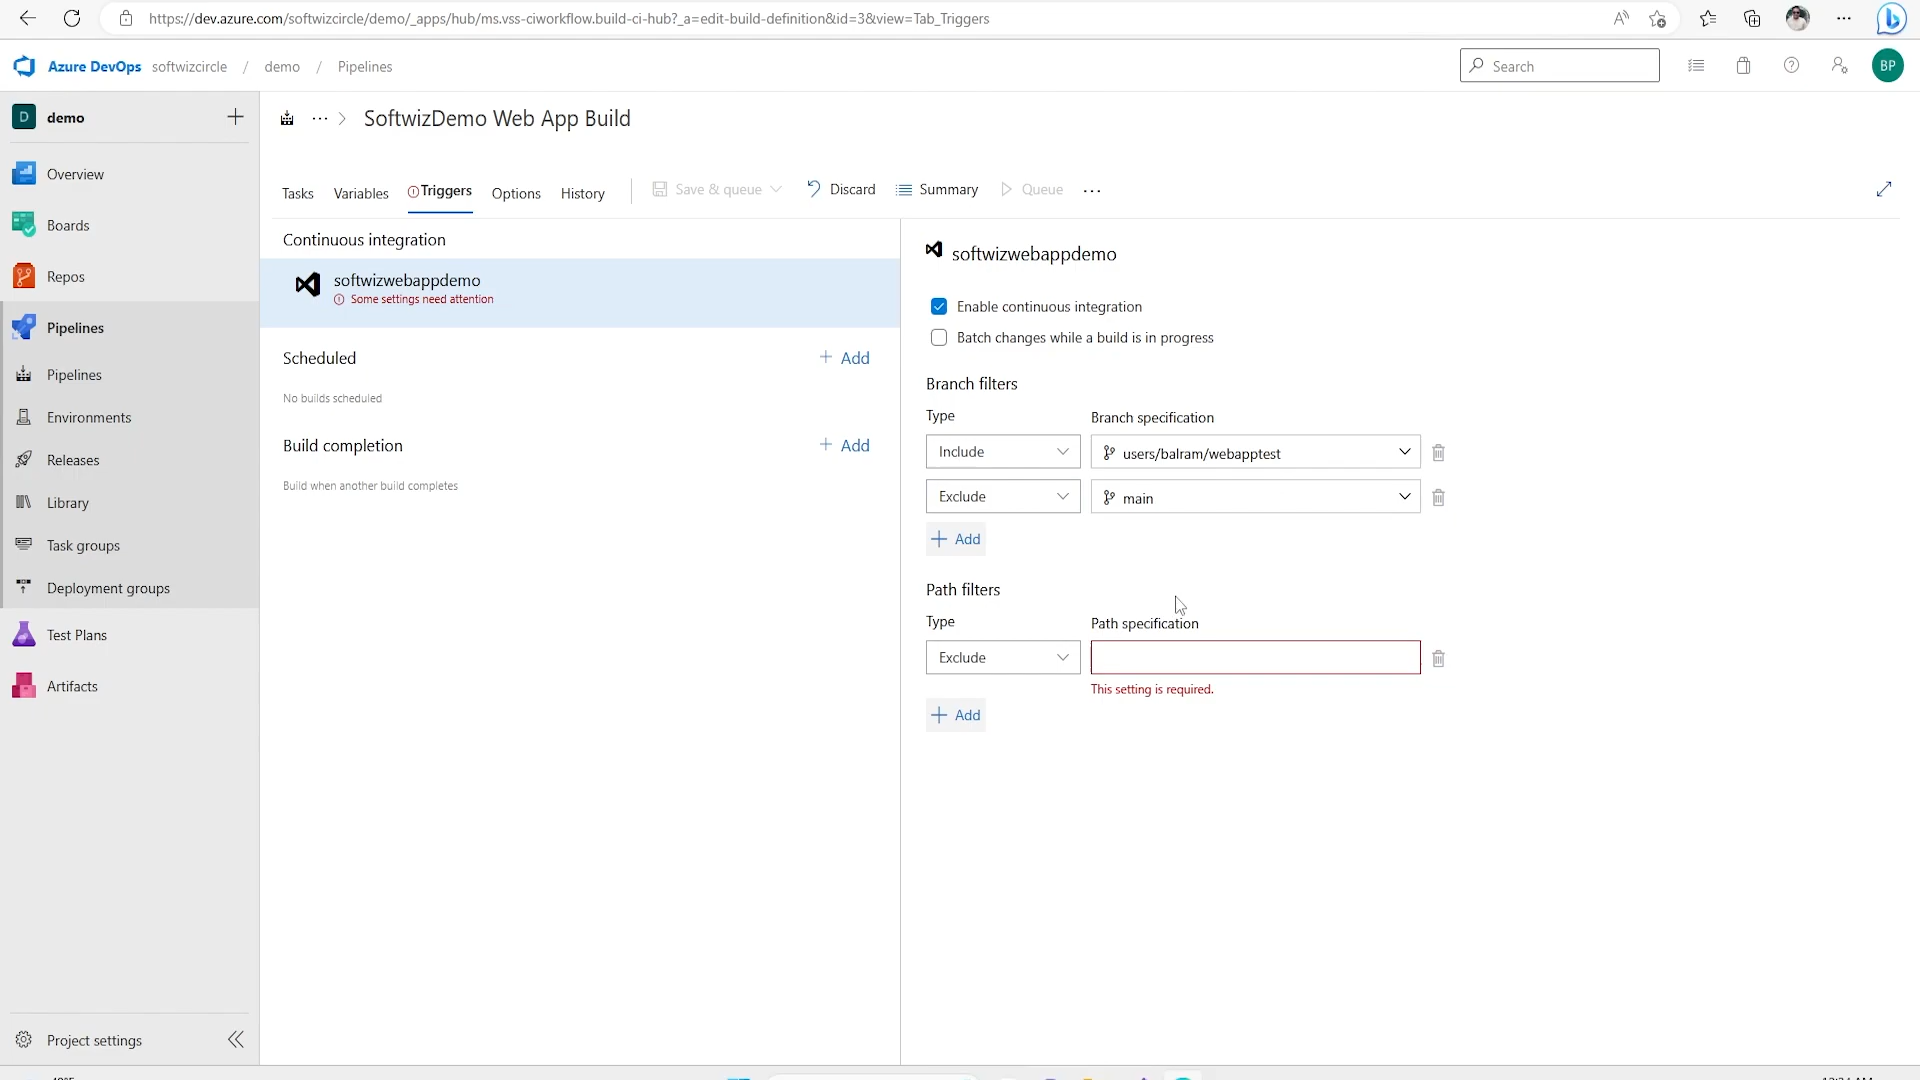 https://dev.azure.com/softwizcircle/demo/_apps/hub/ms.vss-ciworkflow.build-ci-hub?_a=edit-build-definition&id=3&view=Tab_Triggers
Azure DevOps softwizcircle / demo / Pipelines
Search
BP
D demo
Overview
Boards
Repos
Pipelines
Pipelines
Environments
Releases
Library
Task groups
Deployment groups
Test Plans
Artifacts
Project settings
SoftwizDemo Web App Build
Tasks Variables Triggers Options History Save & queue Discard Summary Queue
Continuous integration
softwizwebappdemo
Some settings need attention
Scheduled
Add
No builds scheduled
Build completion
Add
Build when another build completes
softwizwebappdemo
Enable continuous integration
Batch changes while a build is in progress
Branch filters
Type Branch specification
Include users/balram/webapptest
Exclude main
Add
Path filters
Type Path specification
Exclude
This setting is required.
Add